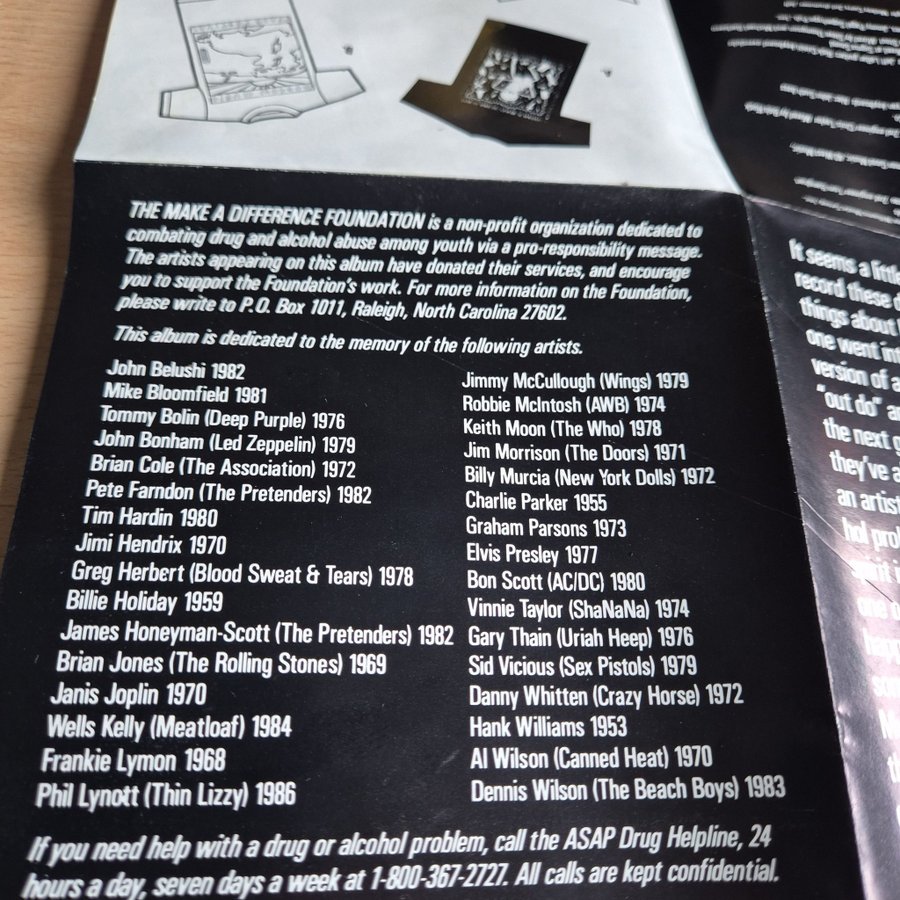 THE MAKE A DIFFERENCE FOUNDATION is a non-profit organization dedicated to
combating drug and alcohol abuse among youth via a pro-responsibility message.
The artists appearing on this album have donated their services, and encourage
you to support the Foundation's work. For more information on the Foundation,
please write to P.O. Box 1011, Raleigh, North Carolina 27602.
This album is dedicated to the memory of the following artists.
John Belushi 1982
Mike Bloomfield 1981
Tommy Bolin (Deep Purple) 1976
John Bonham (Led Zeppelin) 1979
Brian Cole (The Association) 1972
Pete Farndon (The Pretenders) 1982
Tim Hardin 1980
Jimi Hendrix 1970
Greg Herbert (Blood Sweat & Tears) 1978
Billie Holiday 1959
James Honeyman-Scott (The Pretenders) 1982
Brian Jones (The Rolling Stones) 1969
Janis Joplin 1970
Wells Kelly (Meatloaf) 1984
Frankie Lymon 1968
Phil Lynott (Thin Lizzy) 1986
Jimmy McCullough (Wings) 1979
Robbie McIntosh (AWB) 1974
Keith Moon (The Who) 1978
Jim Morrison (The Doors) 1971
Billy Murcia (New York Dolls) 1972
Charlie Parker 1955
Graham Parsons 1973
Elvis Presley 1977
Bon Scott (AC/DC) 1980
Vinnie Taylor (ShaNaNa) 1974
Gary Thain (Uriah Heep) 1976
Sid Vicious (Sex Pistols) 1979
Danny Whitten (Crazy Horse) 1972
Hank Williams 1953
Al Wilson (Canned Heat) 1970
Dennis Wilson (The Beach Boys) 1983
If you need help with a drug or alcohol problem, call the ASAP Drug Helpline, 24
hours a day, seven days a week at 1-800-367-2727. All calls are kept confidential.
It seems a little
record these
things about
one went
version of a
"out do"
the next
they've
an artist